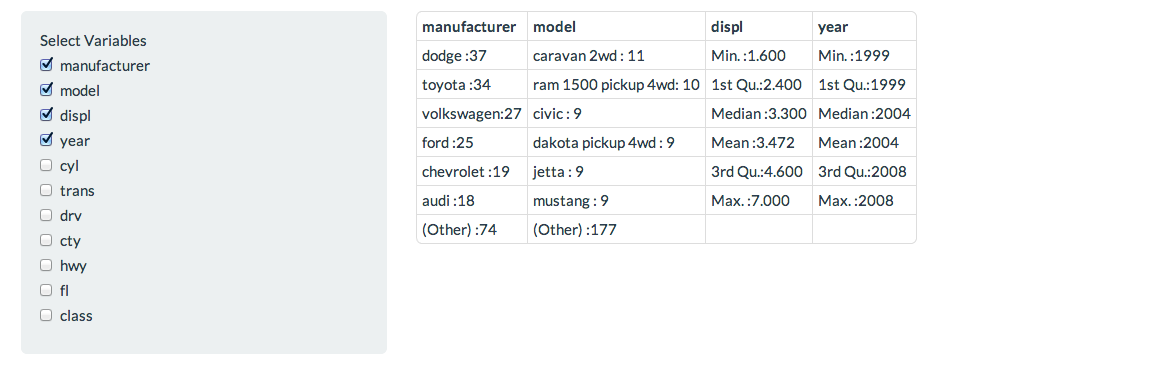 Select Variables
manufacturer
model
displ
year
cyl
trans
drv
cty
hwy
fl
class
manufacturer model displ year
dodge :37 caravan 2wd : 11 Min. :1.600 Min. :1999
toyota :34 ram 1500 pickup 4wd: 10 1st Qu.:2.400 1st Qu.:1999
volkswagen:27 civic : 9 Median :3.300 Median :2004
ford :25 dakota pickup 4wd : 9 Mean :3.472 Mean :2004
chevrolet :19 jetta : 9 3rd Qu.:4.600 3rd Qu.:2008
audi :18 mustang : 9 Max. :7.000 Max. :2008
(Other) :74 (Other) :177